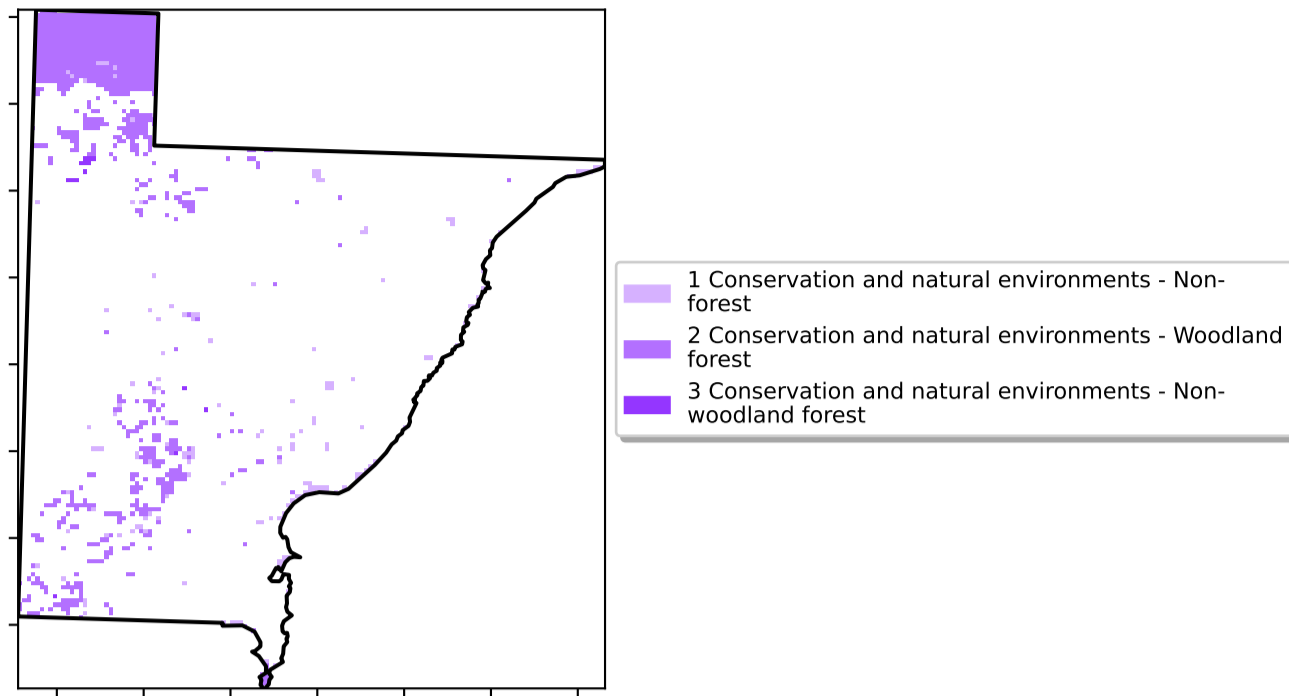 1 Conservation and natural environments - Non-
forest
2 Conservation and natural environments - Woodland
forest
3 Conservation and natural environments - Non-
woodland forest